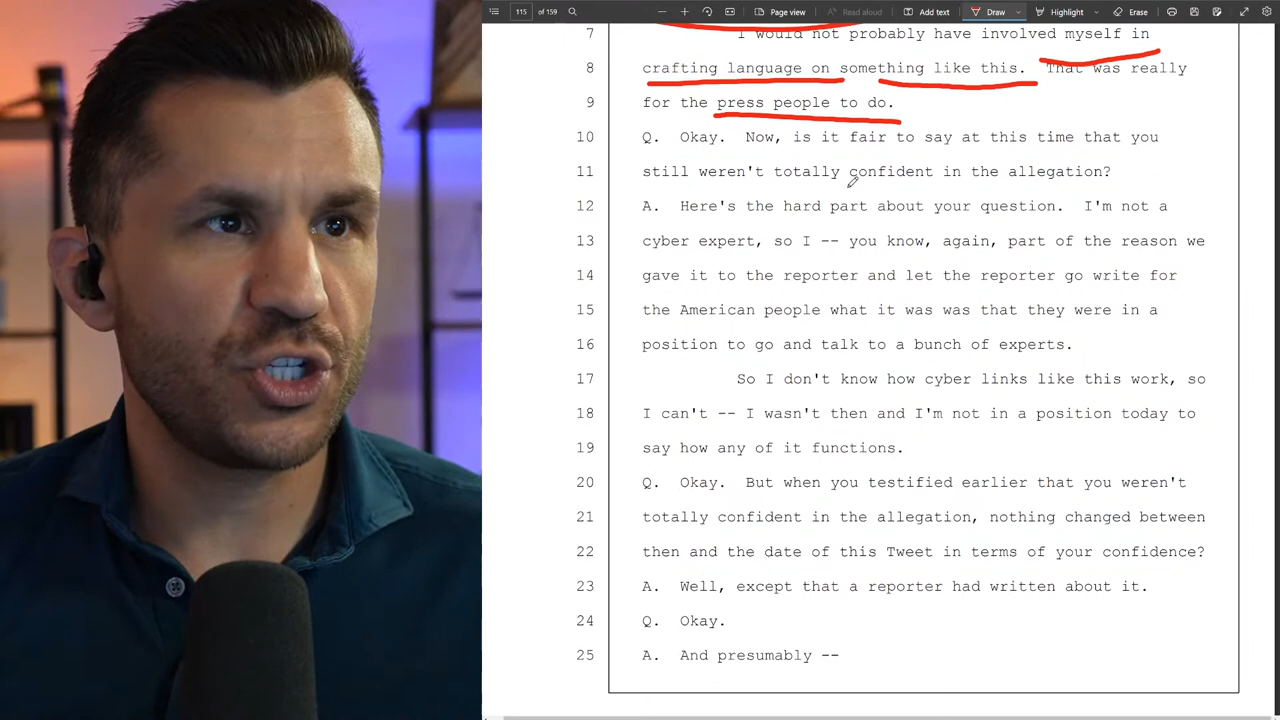 115 of 159 Page view Read aloud Add text Draw Highlight Erase
7 I would not probably have involved myself in
8 crafting language on something like this. That was really
9 for the press people to do.
10 Q. Okay. Now, is it fair to say at this time that you
11 still weren't totally confident in the allegation?
12 A. Here's the hard part about your question. I'm not a
13 cyber expert, so I -- you know, again, part of the reason we
14 gave it to the reporter and let the reporter go write for
15 the American people what it was was that they were in a
16 position to go and talk to a bunch of experts.
17 So I don't know how cyber links like this work, so
18 I can't -- I wasn't then and I'm not in a position today to
19 say how any of it functions.
20 Q. Okay. But when you testified earlier that you weren't
21 totally confident in the allegation, nothing changed between
22 then and the date of this Tweet in terms of your confidence?
23 A. Well, except that a reporter had written about it.
24 Q. Okay.
25 A. And presumably --